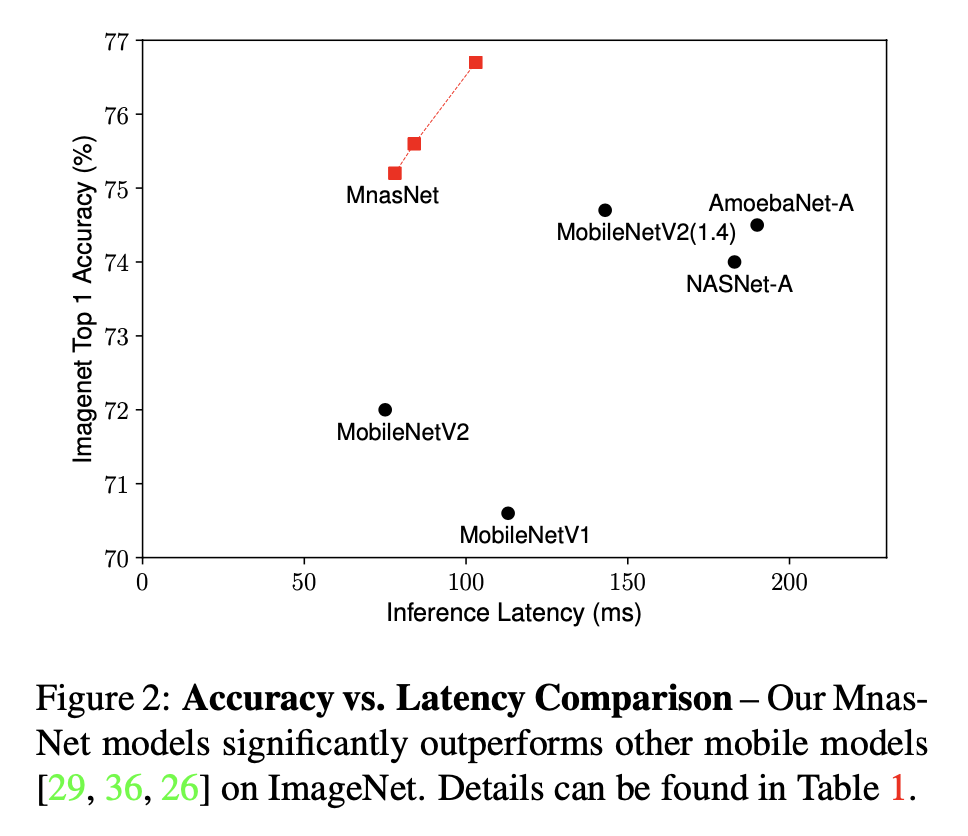 77
76
75
74
73
72
71
70
Imagenet Top 1 Accuracy (%)
MnasNet
AmoebaNet-A
MobileNetV2(1.4)
NASNet-A
MobileNetV2
MobileNetV1
0 50 100 150 200
Inference Latency (ms)
Figure 2: Accuracy vs. Latency Comparison – Our Mnas-
Net models significantly outperforms other mobile models
[29, 36, 26] on ImageNet. Details can be found in Table 1.